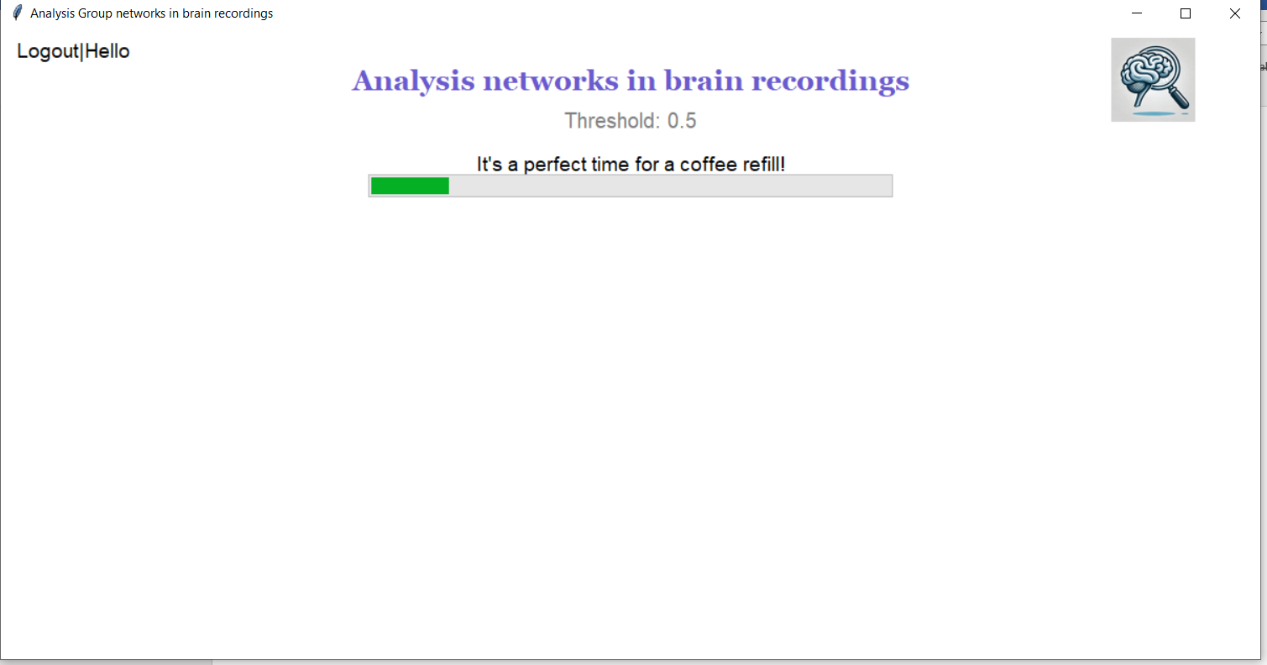 Analysis Group networks in brain recordings
Logout|Hello
Analysis networks in brain recordings
Threshold: 0.5
It's a perfect time for a coffee refill!